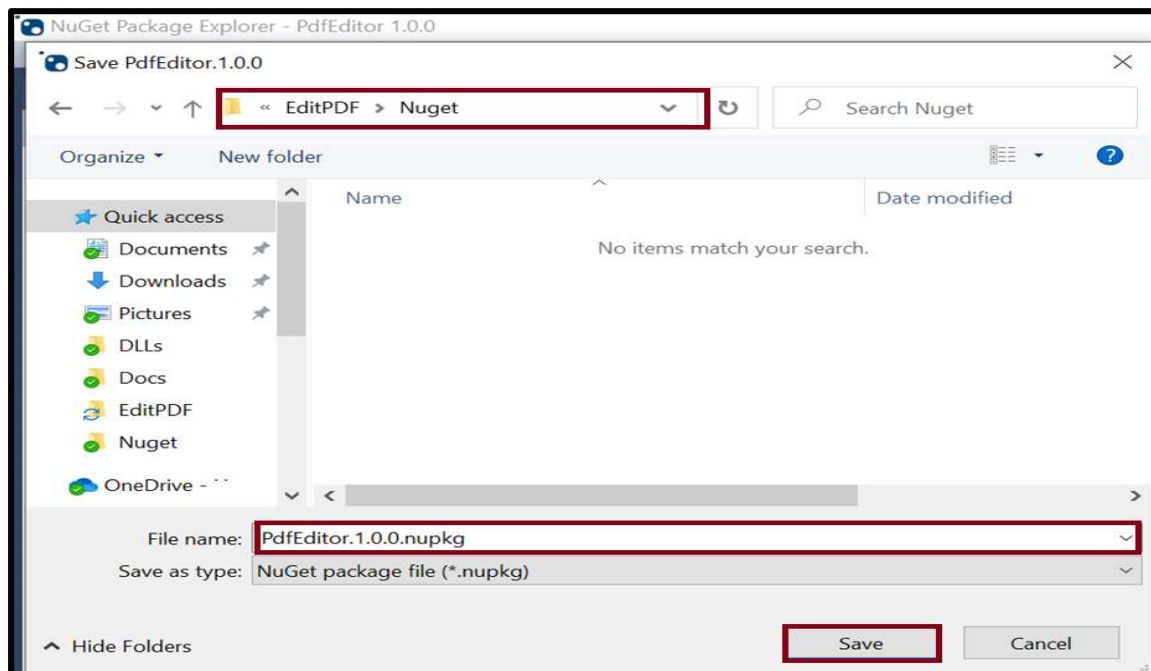 NuGet Package Explorer - PdfEditor 1.0.0
Save PdfEditor.1.0.0
« EditPDF > Nuget
Search Nuget
Organize
New folder
?
Name
Date modified
No items match your search.
Quick access
Documents
Downloads
Pictures
DLLs
Docs
EditPDF
Nuget
OneDrive -
File name: PdfEditor.1.0.0.nupkg
Save as type: NuGet package file (*.nupkg)
Hide Folders
Save
Cancel